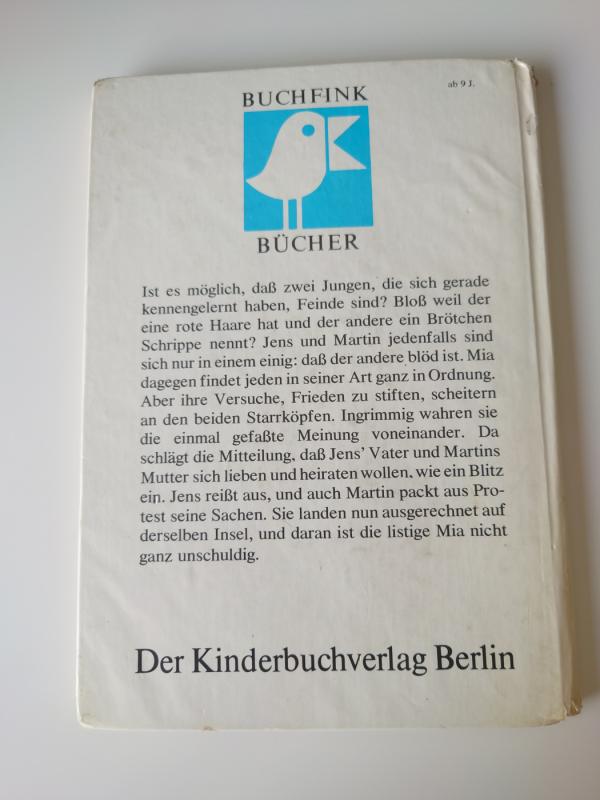 ab 9 J.
BUCHFINK
BÜCHER
Ist es möglich, daß zwei Jungen, die sich gerade
kennengelernt haben, Feinde sind? Bloß weil der
eine rote Haare hat und der andere ein Brötchen
Schrippe nennt? Jens und Martin jedenfalls sind
sich nur in einem einig: daß der andere blöd ist. Mia
dagegen findet jeden in seiner Art ganz in Ordnung.
Aber ihre Versuche, Frieden zu stiften, scheitern
an den beiden Starrköpfen. Ingrimmig wahren sie
die einmal gefaßte Meinung voneinander. Da
schlägt die Mitteilung, daß Jens' Vater und Martins
Mutter sich lieben und heiraten wollen, wie ein Blitz
ein. Jens reißt aus, und auch Martin packt aus Pro-
test seine Sachen. Sie landen nun ausgerechnet auf
derselben Insel, und daran ist die listige Mia nicht
ganz unschuldig.
Der Kinderbuchverlag Berlin